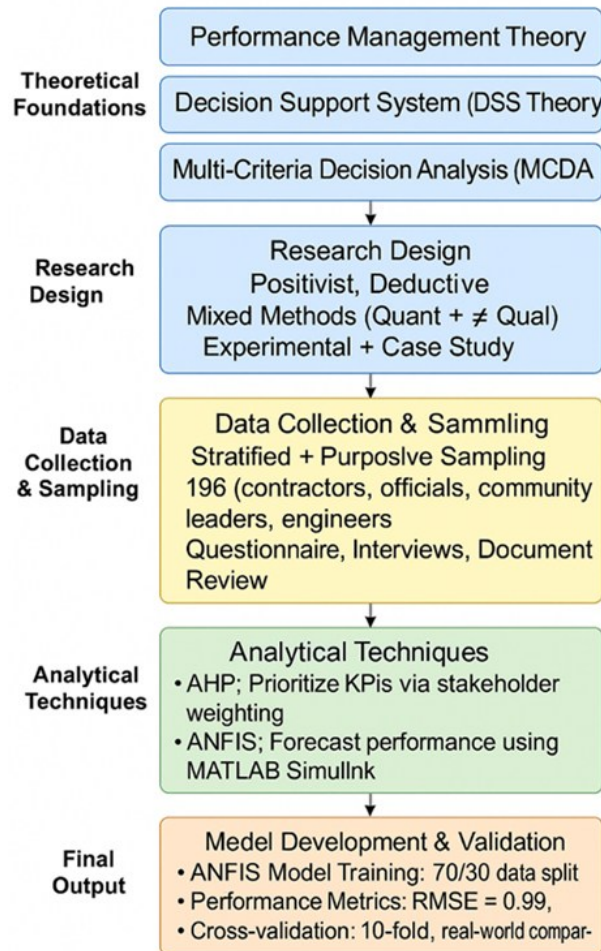 Performance Management Theory
Theoretical
Foundations
Decision Support System (DSS Theory
Multi-Criteria Decision Analysis (MCDA
Research
Design
Research Design
Positivist, Deductive
Mixed Methods (Quant + ≠ Qual)
Experimental + Case Study
Data
Collection
& Sampling
Data Collection & Sammling
Stratified + Purposlve Sampling
196 (contractors, officials, community
leaders, engineers
Questionnaire, Interviews, Document
Review
Analytical
Techniques
Analytical Techniques
• AHP; Prioritize KPis via stakeholder
weighting
• ANFIS; Forecast performance using
MATLAB Simullnk
Final
Output
Medel Development & Validation
• ANFIS Model Training: 70/30 data split
• Performance Metrics: RMSE = 0.99,
• Cross-validation: 10-fold, real-world compar-